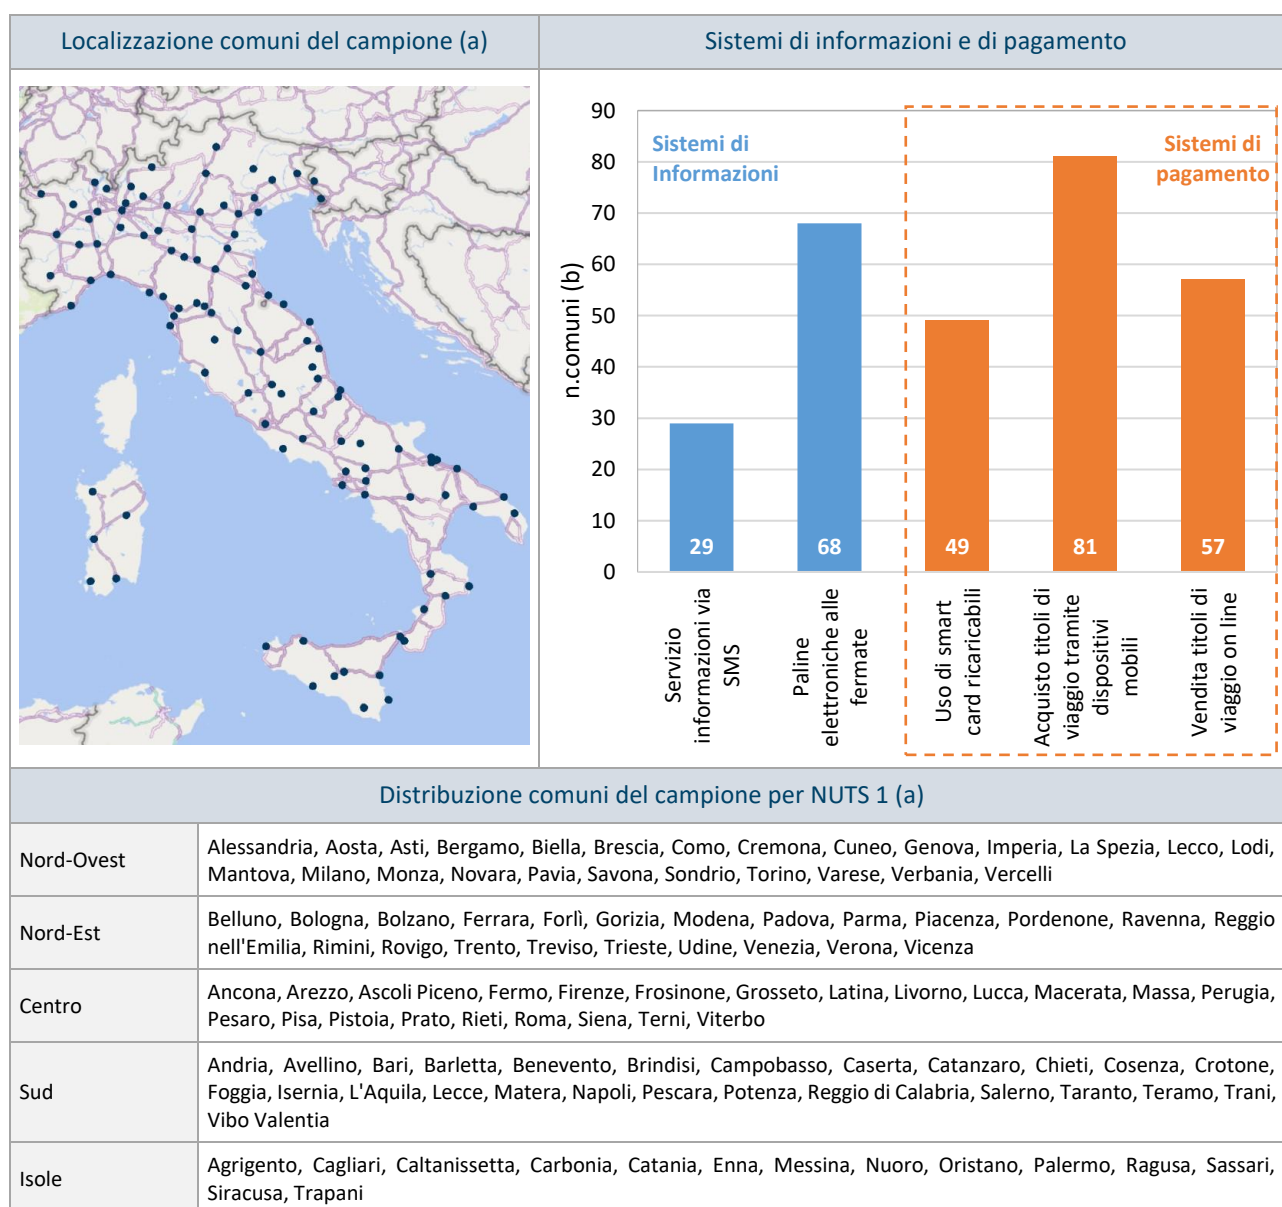 Localizzazione comuni del campione (a)
Sistemi di informazioni e di pagamento
90
80
70
60
50
40
30
20
10
0
n.comuni (b)
Sistemi di
Informazioni
Sistemi di
pagamento
29
68
49
81
57
Servizio
informazioni via
SMS
Paline
elettroniche alle
fermate
Uso di smart
card ricaricabili
Acquisto titoli di
viaggio tramite
dispositivi
mobili
Vendita titoli di
viaggio on line
Distribuzione comuni del campione per NUTS 1 (a)
Nord-Ovest
Alessandria, Aosta, Asti, Bergamo, Biella, Brescia, Como, Cremona, Cuneo, Genova, Imperia, La Spezia, Lecco, Lodi,
Mantova, Milano, Monza, Novara, Pavia, Savona, Sondrio, Torino, Varese, Verbania, Vercelli
Nord-Est
Belluno, Bologna, Bolzano, Ferrara, Forlì, Gorizia, Modena, Padova, Parma, Piacenza, Pordenone, Ravenna, Reggio
nell'Emilia, Rimini, Rovigo, Trento, Treviso, Trieste, Udine, Venezia, Verona, Vicenza
Centro
Ancona, Arezzo, Ascoli Piceno, Fermo, Firenze, Frosinone, Grosseto, Latina, Livorno, Lucca, Macerata, Massa, Perugia,
Pesaro, Pisa, Pistoia, Prato, Rieti, Roma, Siena, Terni, Viterbo
Sud
Andria, Avellino, Bari, Barletta, Benevento, Brindisi, Campobasso, Caserta, Catanzaro, Chieti, Cosenza, Crotone,
Foggia, Isernia, L'Aquila, Lecce, Matera, Napoli, Pescara, Potenza, Reggio di Calabria, Salerno, Taranto, Teramo, Trani,
Vibo Valentia
Isole
Agrigento, Cagliari, Caltanissetta, Carbonia, Catania, Enna, Messina, Nuoro, Oristano, Palermo, Ragusa, Sassari,
Siracusa, Trapani